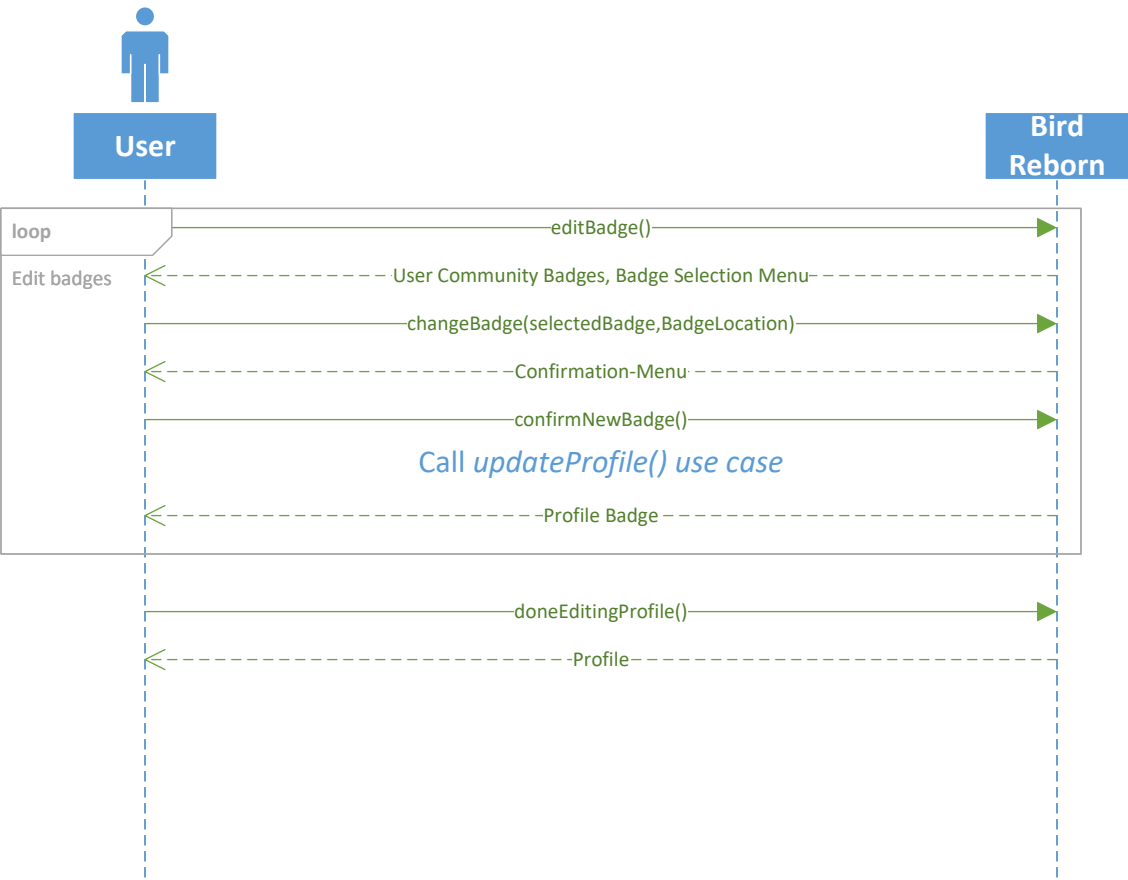 User
Bird
Reborn
loop
editBadge()
Edit badges
User Community Badges, Badge Selection Menu
changeBadge(selectedBadge,BadgeLocation)
Confirmation-Menu
confirmNewBadge()
Call updateProfile() use case
Profile Badge
doneEditingProfile()
Profile